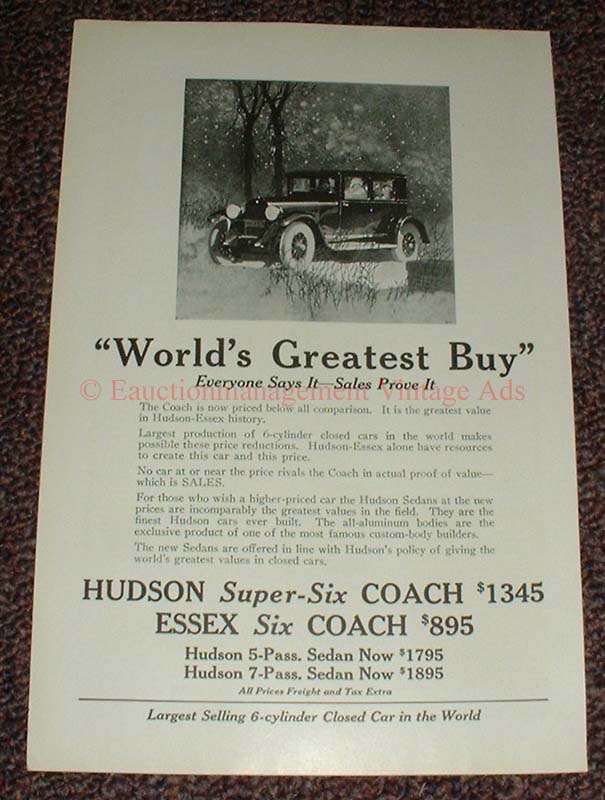 "World's Greatest Buy"
Everyone Says It—Sales Prove It
© Eauctionmanagement Vintage Ads
The Coach is now priced below all comparison. It is the greatest value
in Hudson-Essex history.
Largest production of 6-cylinder closed cars in the world makes
possible these price reductions. Hudson-Essex alone have resources
to create this car and this price.
No car at or near the price rivals the Coach in actual proof of value—
which is SALES.
For those who wish a higher-priced car the Hudson Sedans at the new
prices are incomparably the greatest values in the field. They are the
finest Hudson cars ever built. The all-aluminum bodies are the
exclusive product of one of the most famous custom-body builders.
The new Sedans are offered in line with Hudson's policy of giving the
world's greatest values in closed cars.
HUDSON Super-Six COACH $1345
ESSEX Six COACH $895
Hudson 5-Pass. Sedan Now $1795
Hudson 7-Pass. Sedan Now $1895
All Prices Freight and Tax Extra
Largest Selling 6-cylinder Closed Car in the World